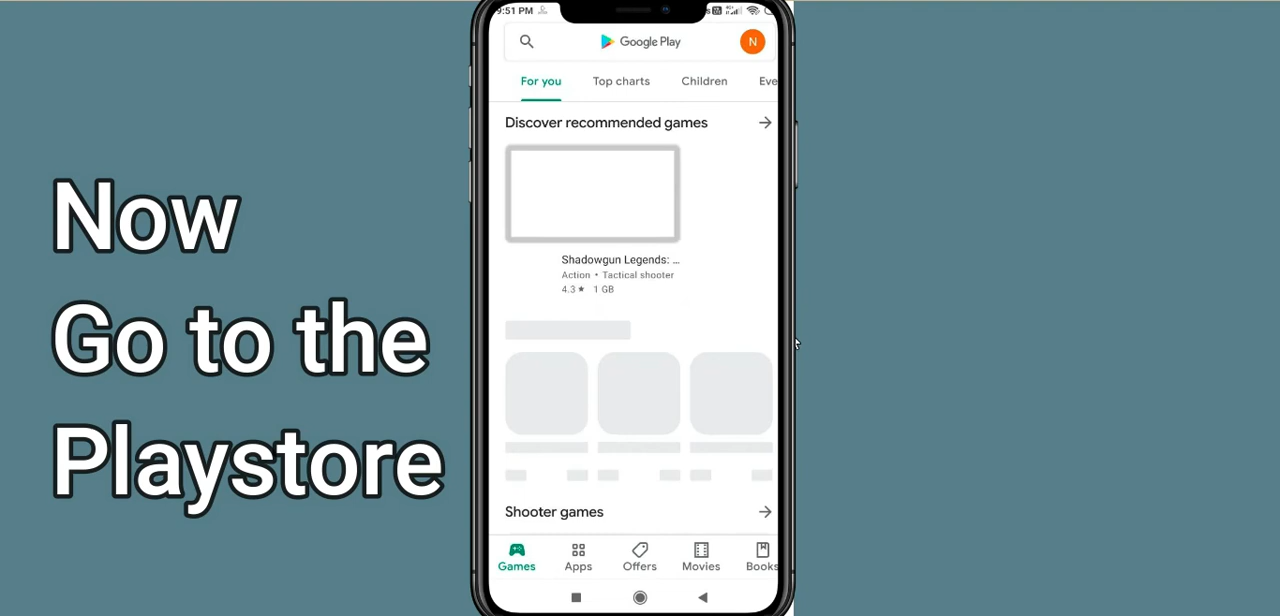 Now
Go to the
Playstore
9:51 PM
Google Play
N
For you
Top charts
Children
Eve
Discover recommended games
Shadowgun Legends: ...
Action • Tactical shooter
4.3 ★ 1 GB
Shooter games
Games
Apps
Offers
Movies
Books